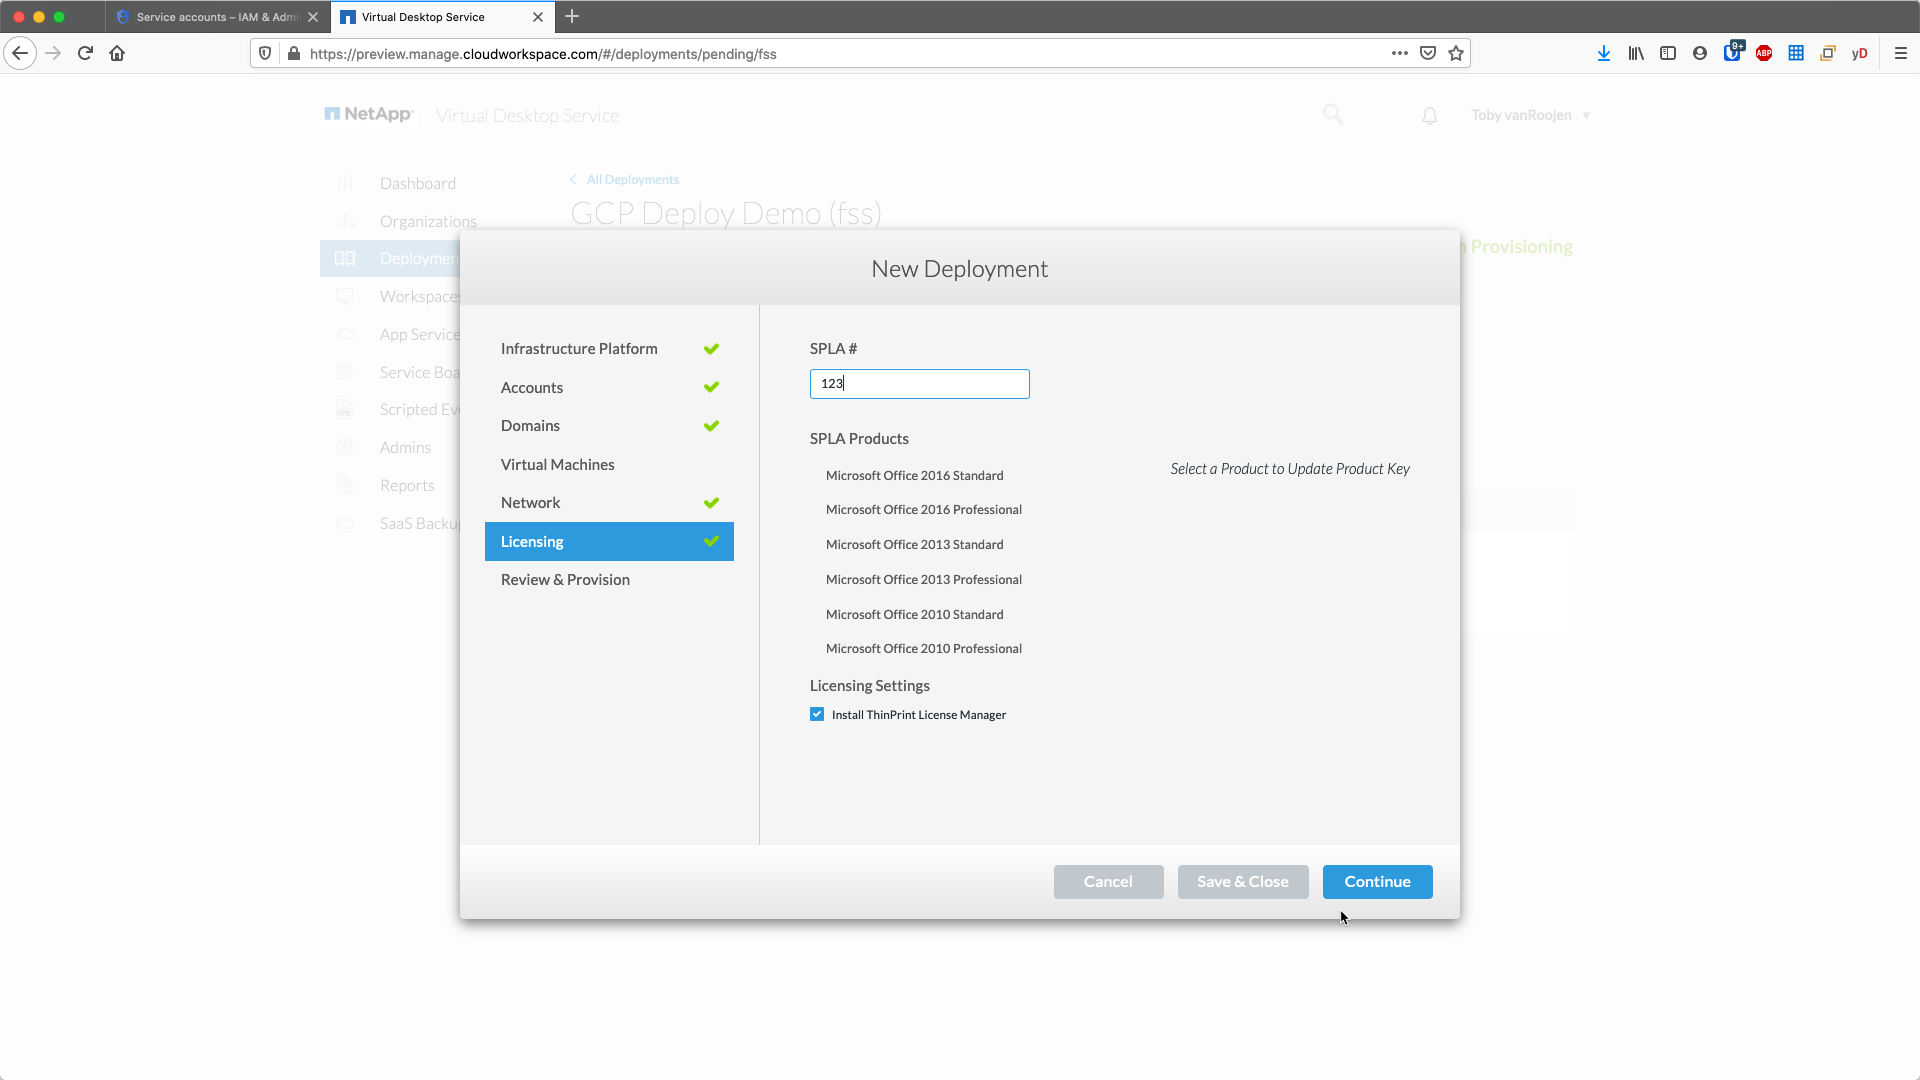 Service accounts – IAM & Admi
Virtual Desktop Service
https://preview.manage.cloudworkspace.com/#/deployments/pending/fss
9+
ABP
yD
NetApp
Virtual Desktop Service
Toby vanRoojen
Dashboard
Organizations
Deploymen
Workspaces
App Service
Service Boa
Scripted Ev
Admins
Reports
SaaS Backu
All Deployments
GCP Deploy Demo (fss)
n Provisioning
New Deployment
Infrastructure Platform
Accounts
Domains
Virtual Machines
Network
Licensing
Review & Provision
SPLA #
123
SPLA Products
Microsoft Office 2016 Standard
Microsoft Office 2016 Professional
Microsoft Office 2013 Standard
Microsoft Office 2013 Professional
Microsoft Office 2010 Standard
Microsoft Office 2010 Professional
Select a Product to Update Product Key
Licensing Settings
Install ThinPrint License Manager
Cancel
Save & Close
Continue